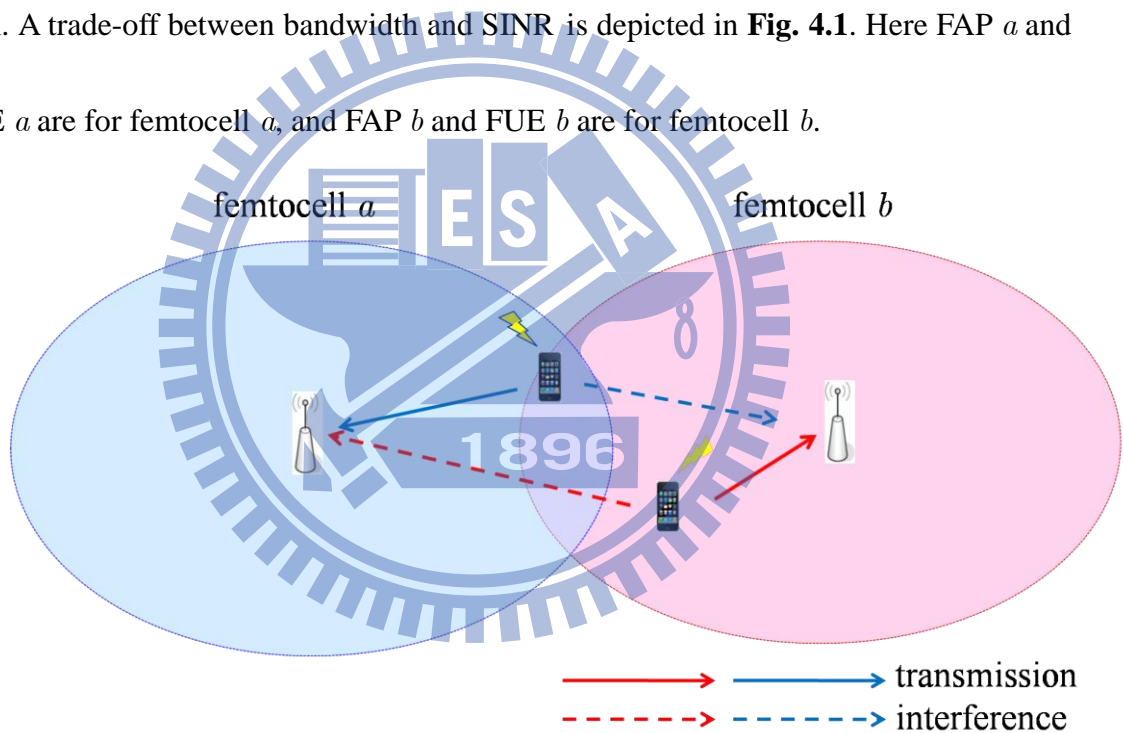 . A trade-off between bandwidth and SINR is depicted in Fig. 4.1. Here FAP a and
E a are for femtocell a, and FAP b and FUE b are for femtocell b.
femtocell a
femtocell b
E S A
8
1896
transmission
interference